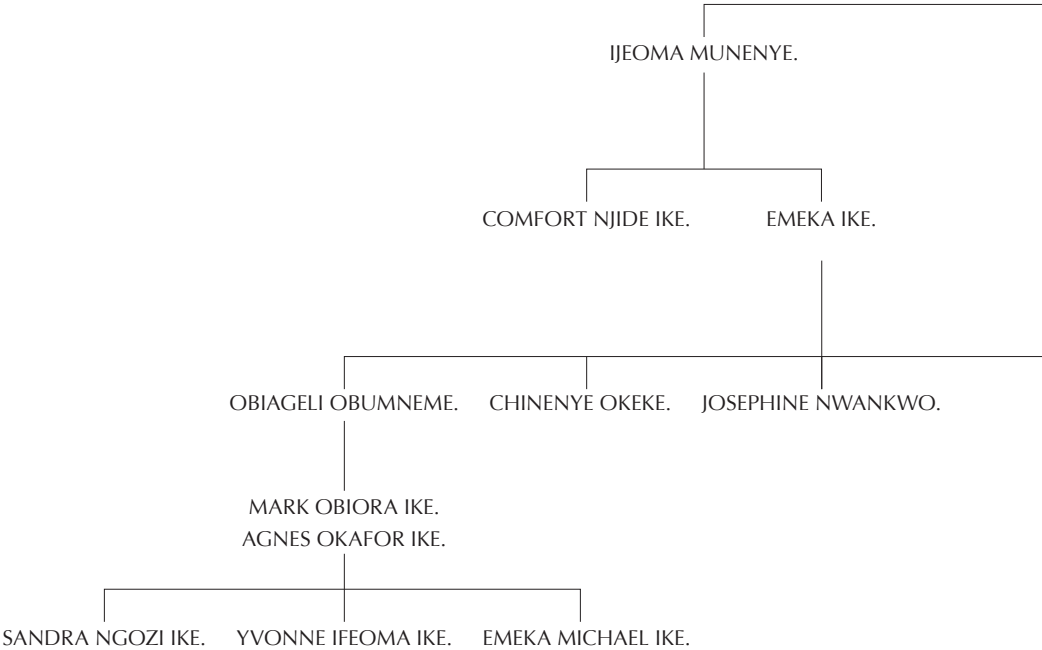 IJEOMA MUNENYE.
COMFORT NJIDE IKE. EMEKA IKE.
OBIAGELI OBUMNEME. CHINENYE OKEKE. JOSEPHINE NWANKWO.
MARK OBIORA IKE.
AGNES OKAFOR IKE.
SANDRA NGOZI IKE. YVONNE IFEOMA IKE. EMEKA MICHAEL IKE.